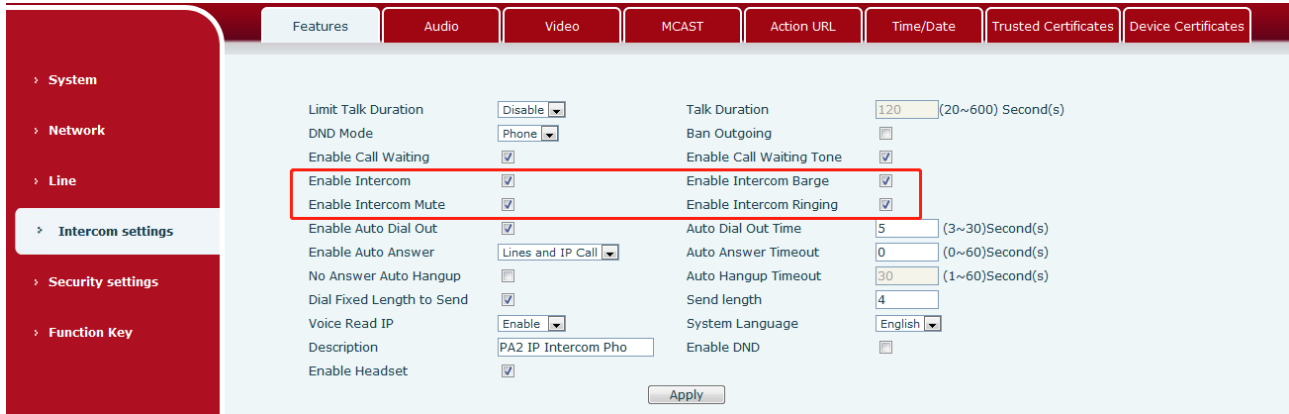 Features Audio Video MCAST Action URL Time/Date Trusted Certificates Device Certificates
› System
› Network
› Line
› Intercom settings
› Security settings
› Function Key
Limit Talk Duration Disable Talk Duration 120 (20~600) Second(s)
DND Mode Phone Ban Outgoing
Enable Call Waiting Enable Call Waiting Tone
Enable Intercom Enable Intercom Barge
Enable Intercom Mute Enable Intercom Ringing
Enable Auto Dial Out Auto Dial Out Time 5 (3~30)Second(s)
Enable Auto Answer Lines and IP Call Auto Answer Timeout 0 (0~60)Second(s)
No Answer Auto Hangup Auto Hangup Timeout 30 (1~60)Second(s)
Dial Fixed Length to Send Send length 4
Voice Read IP Enable System Language English
Description PA2 IP Intercom Pho Enable DND
Enable Headset
Apply